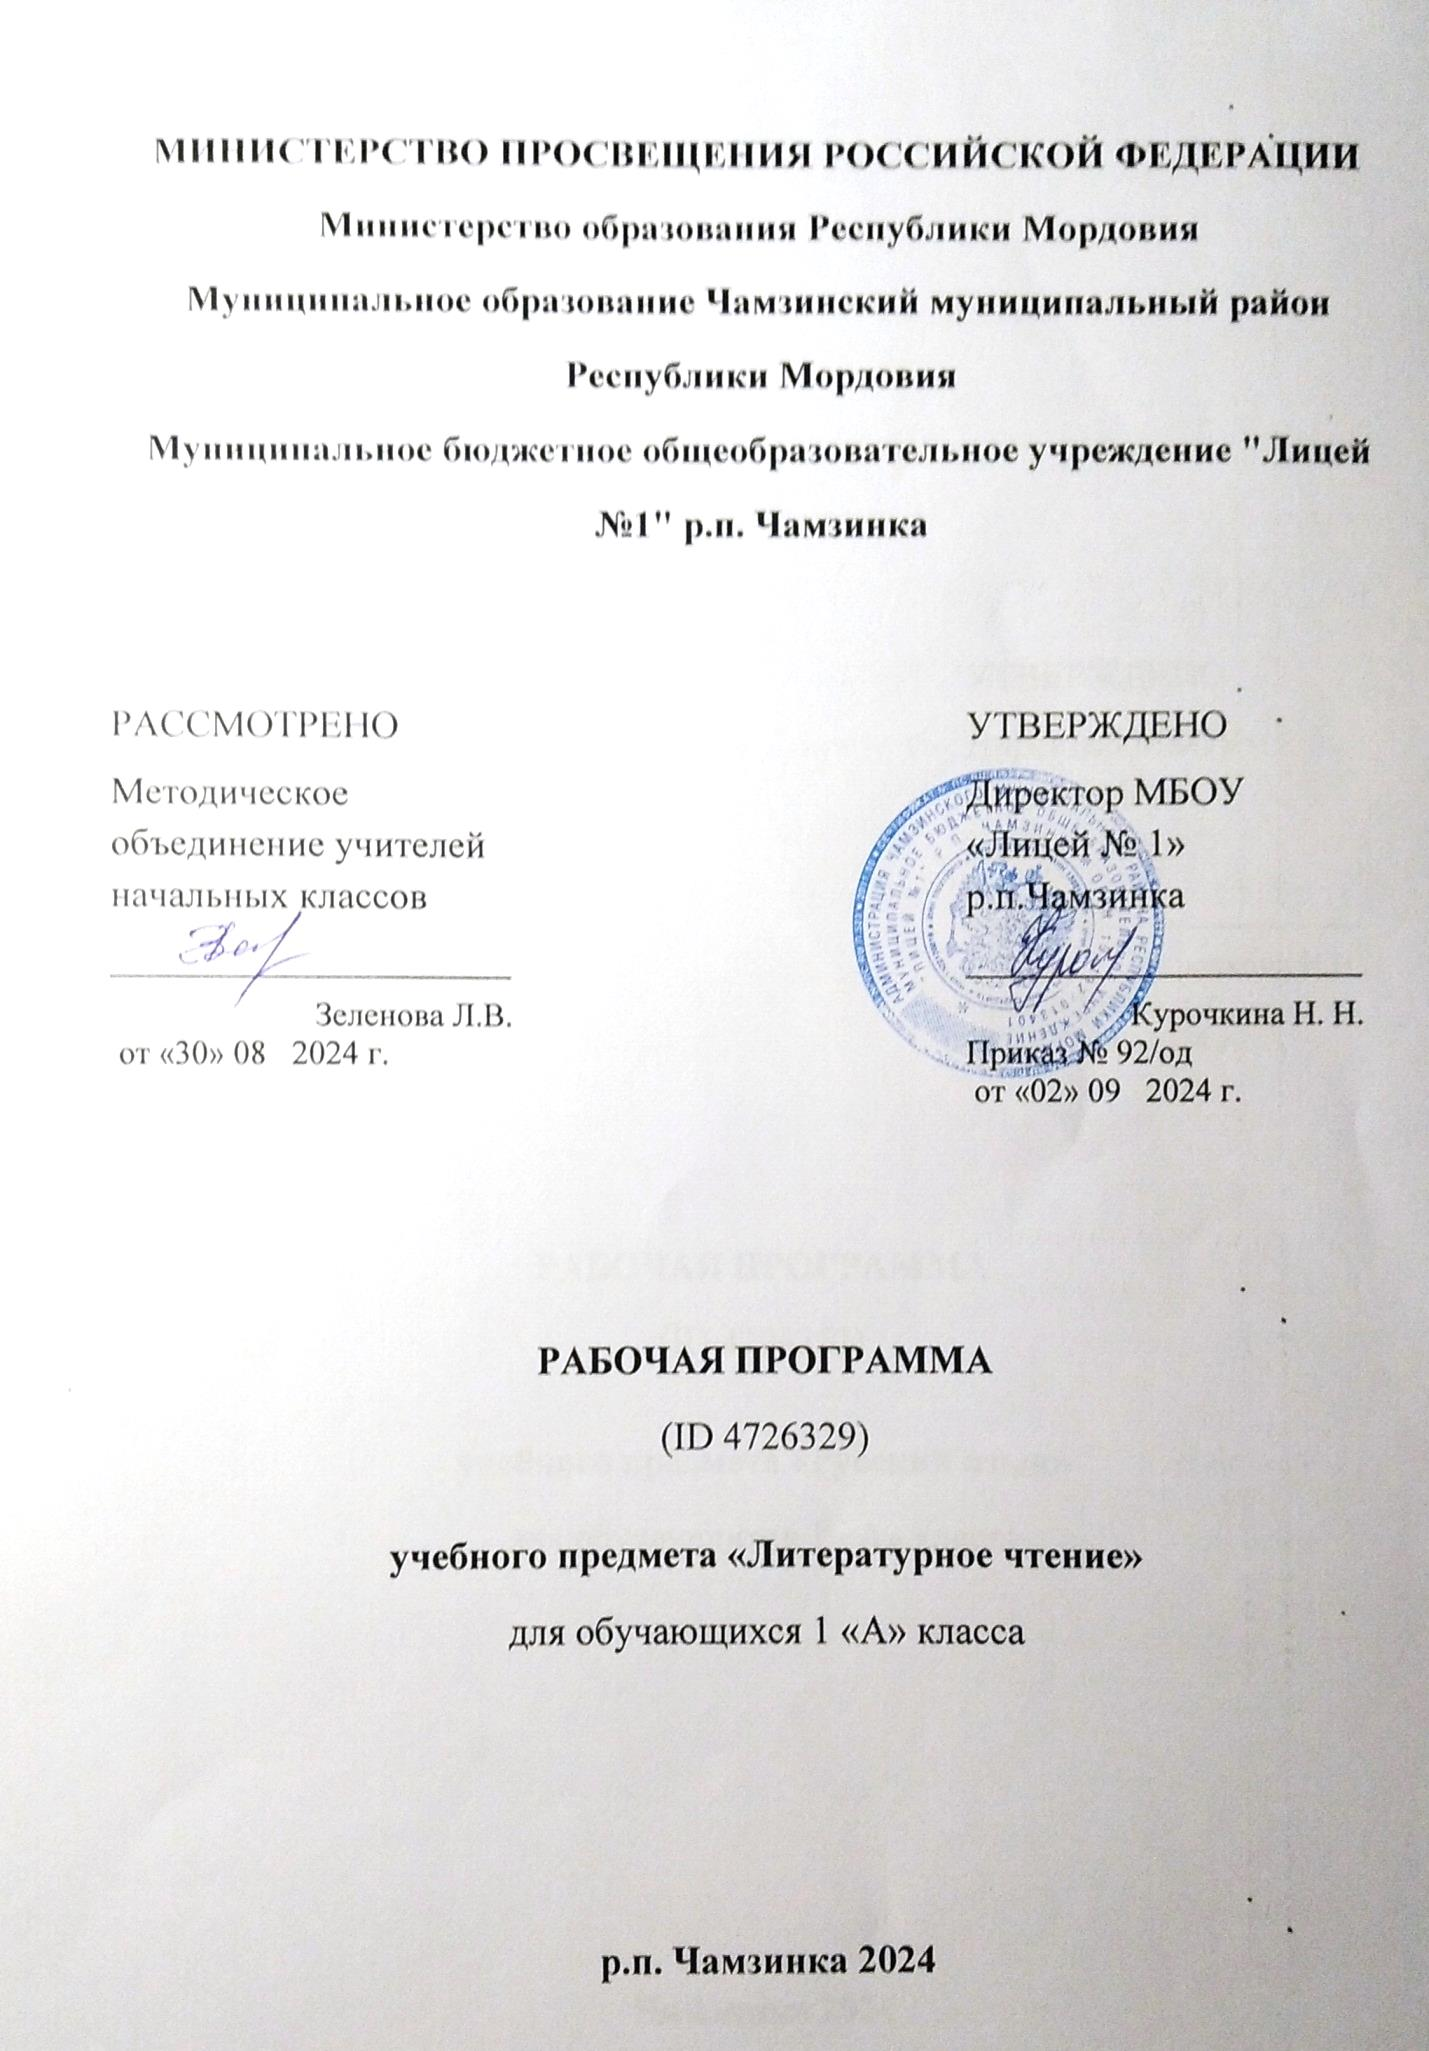 МИНИСТЕРСТВО ПРОСВЕЩЕНИЯ РОССИЙСКОЙ ФЕДЕРАЦИИ
Министерство образования Республики Мордовия
Муниципальное образование Чамзинский муниципальный район
Республики Мордовия
Муниципальное бюджетное общеобразовательное учреждение "Лицей
№1" р.п. Чамзинка
РАССМОТРЕНО
Методическое
объединение учителей
начальных классов
Зеленова Л.В.
от «30» 08 2024 г.
УТВЕРЖДЕНО
Директор МБОУ
«Лицей № 1»
р.п.Чамзинка
Курочкина Н. Н.
Приказ № 92/од
от «02» 09 2024 г.
РАБОЧАЯ ПРОГРАММА
(ID 4726329)
учебного предмета «Литературное чтение»
для обучающихся 1 «А» класса
р.п. Чамзинка 2024